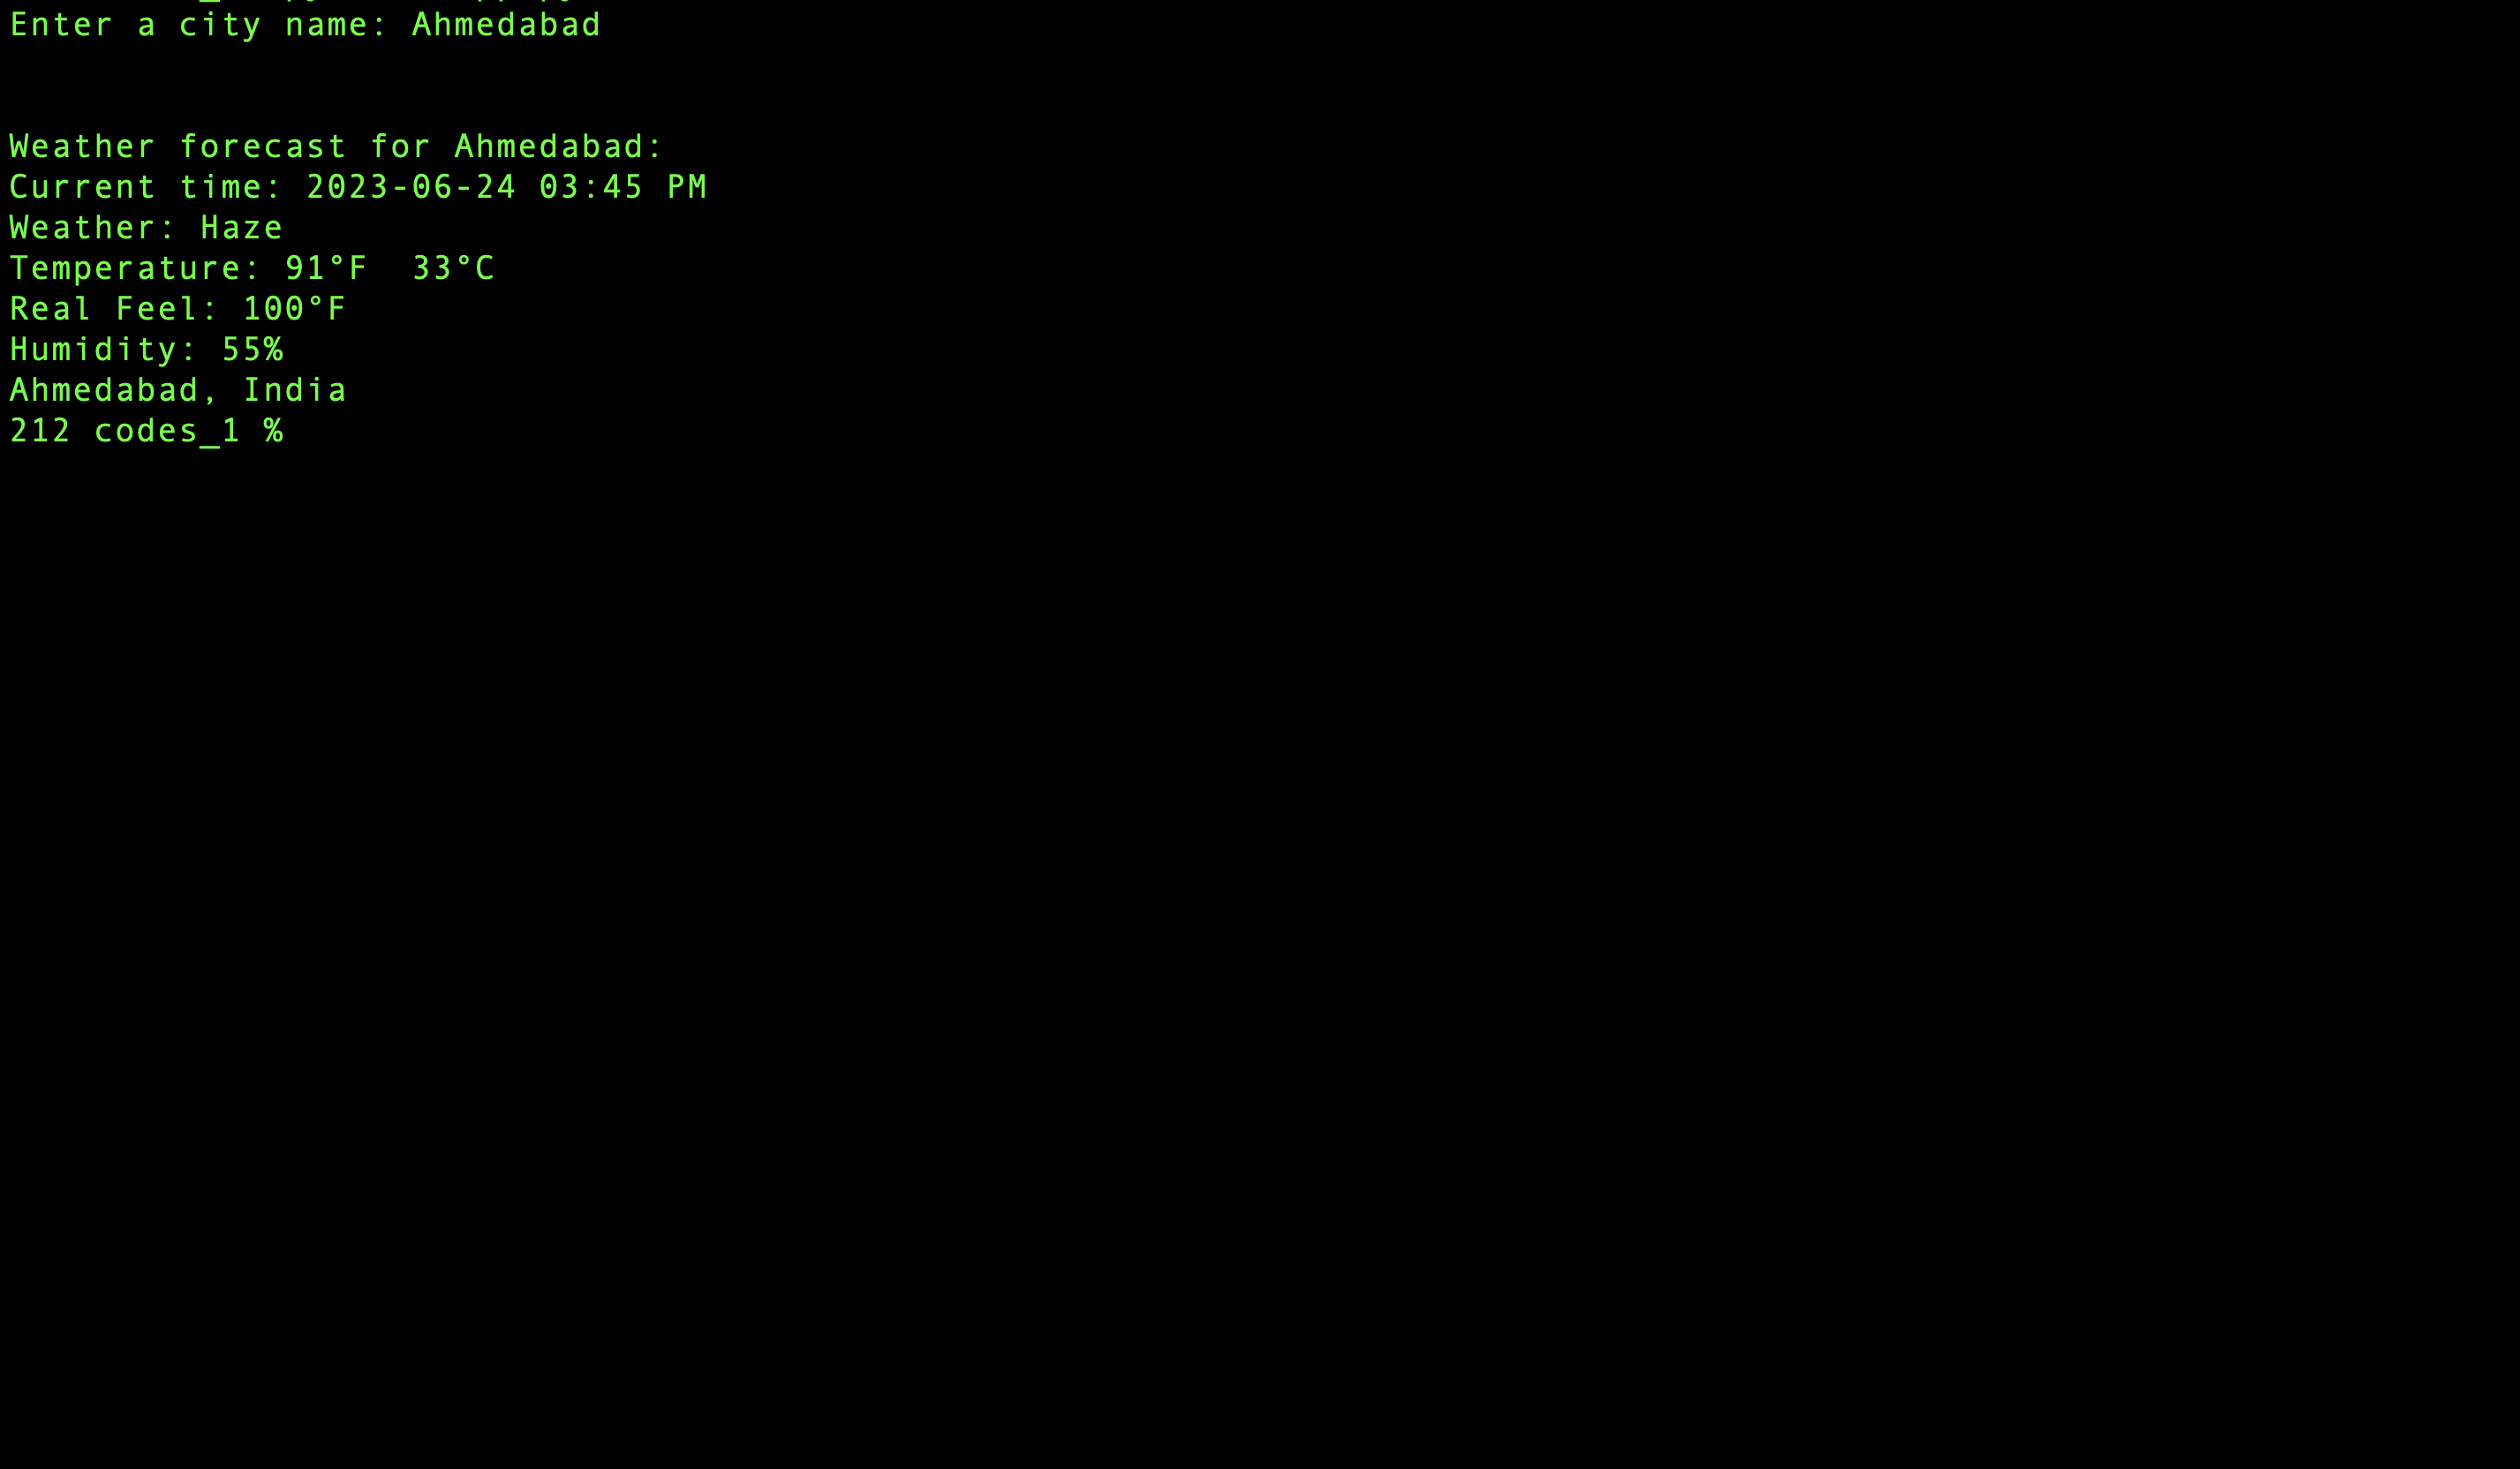 Enter a city name: Ahmedabad
Weather forecast for Ahmedabad:
Current time: 2023-06-24 03:45 PM
Weather: Haze
Temperature: 91°F  33°C
Real Feel: 100°F
Humidity: 55%
Ahmedabad, India
212 codes_1 %